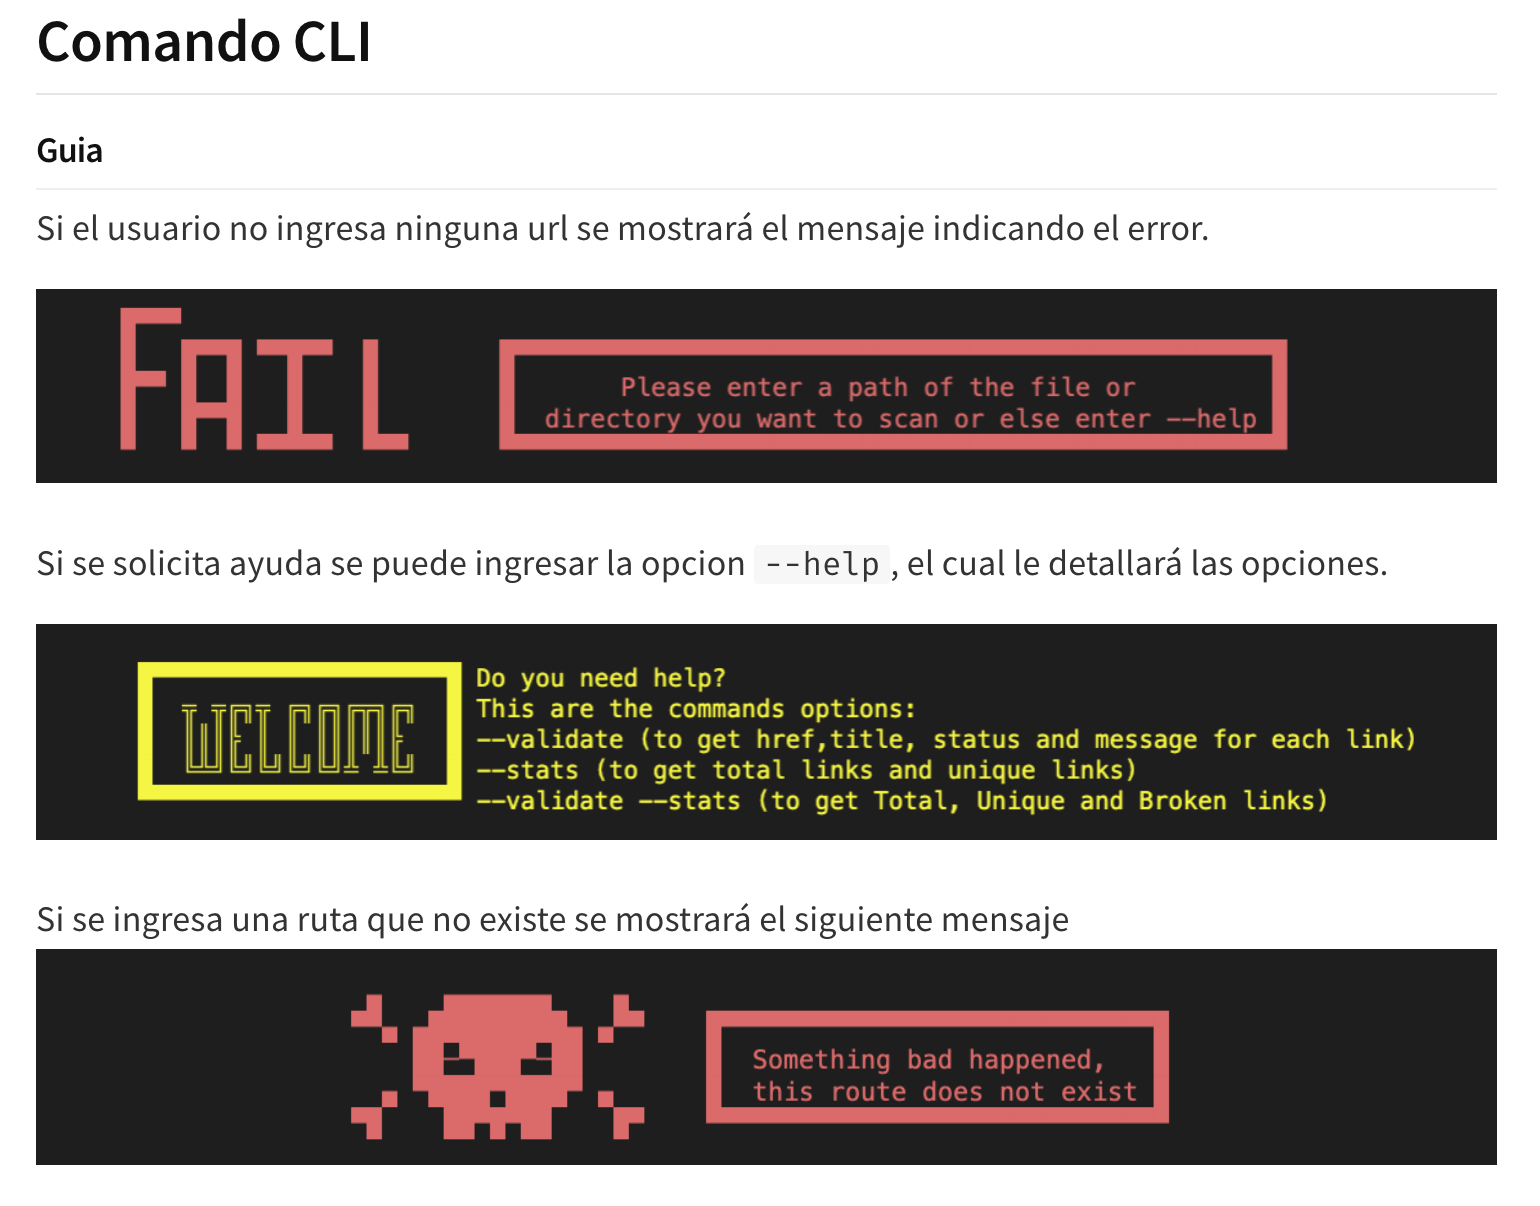 Comando CLI
Guia
Si el usuario no ingresa ninguna url se mostrará el mensaje indicando el error.
FAIL
Please enter a path of the file or
directory you want to scan or else enter --help
Si se solicita ayuda se puede ingresar la opcion --help, el cual le detallará las opciones.
WELCOME
Do you need help?
This are the commands options:
--validate (to get href,title, status and message for each link)
--stats (to get total links and unique links)
--validate --stats (to get Total, Unique and Broken links)
Si se ingresa una ruta que no existe se mostrará el siguiente mensaje
Something bad happened,
this route does not exist